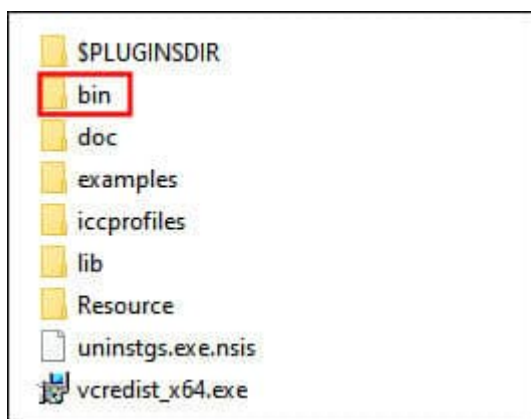 $PLUGINSDIR
bin
doc
examples
iccprofiles
lib
Resource
uninstgs.exe.nsis
vcredist_x64.exe